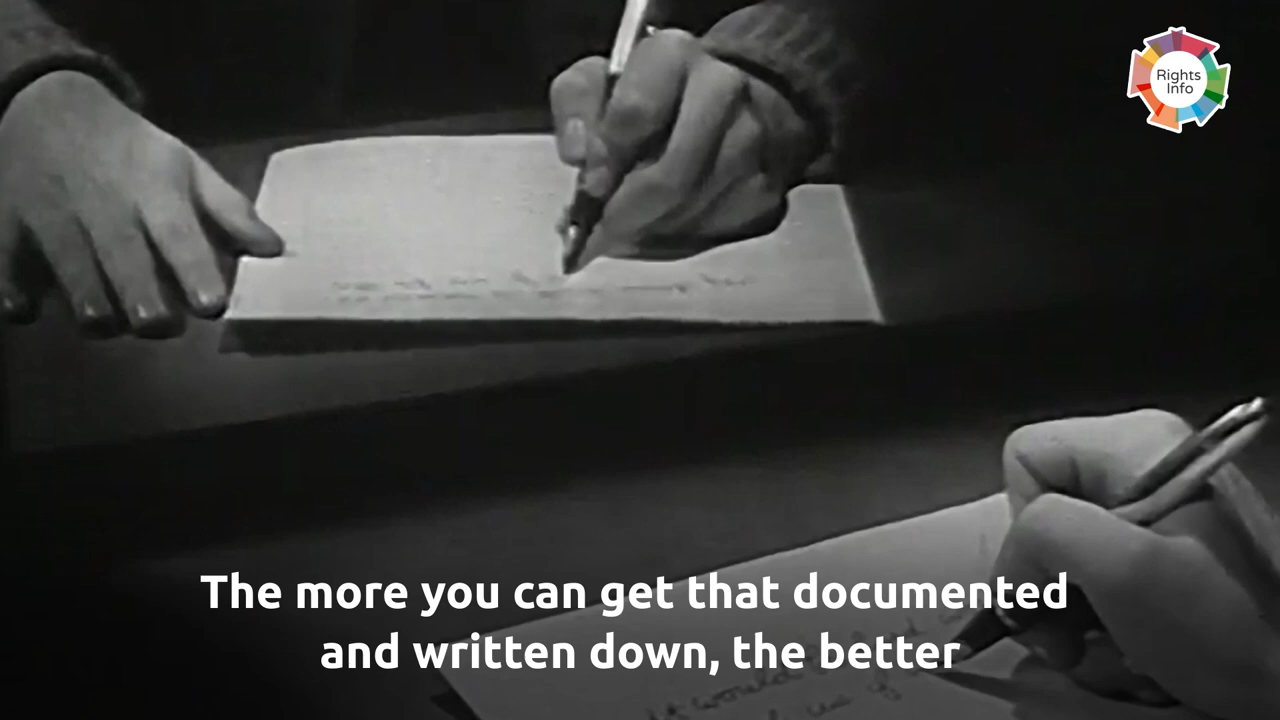 Rights
Info
The more you can get that documented
and written down, the better